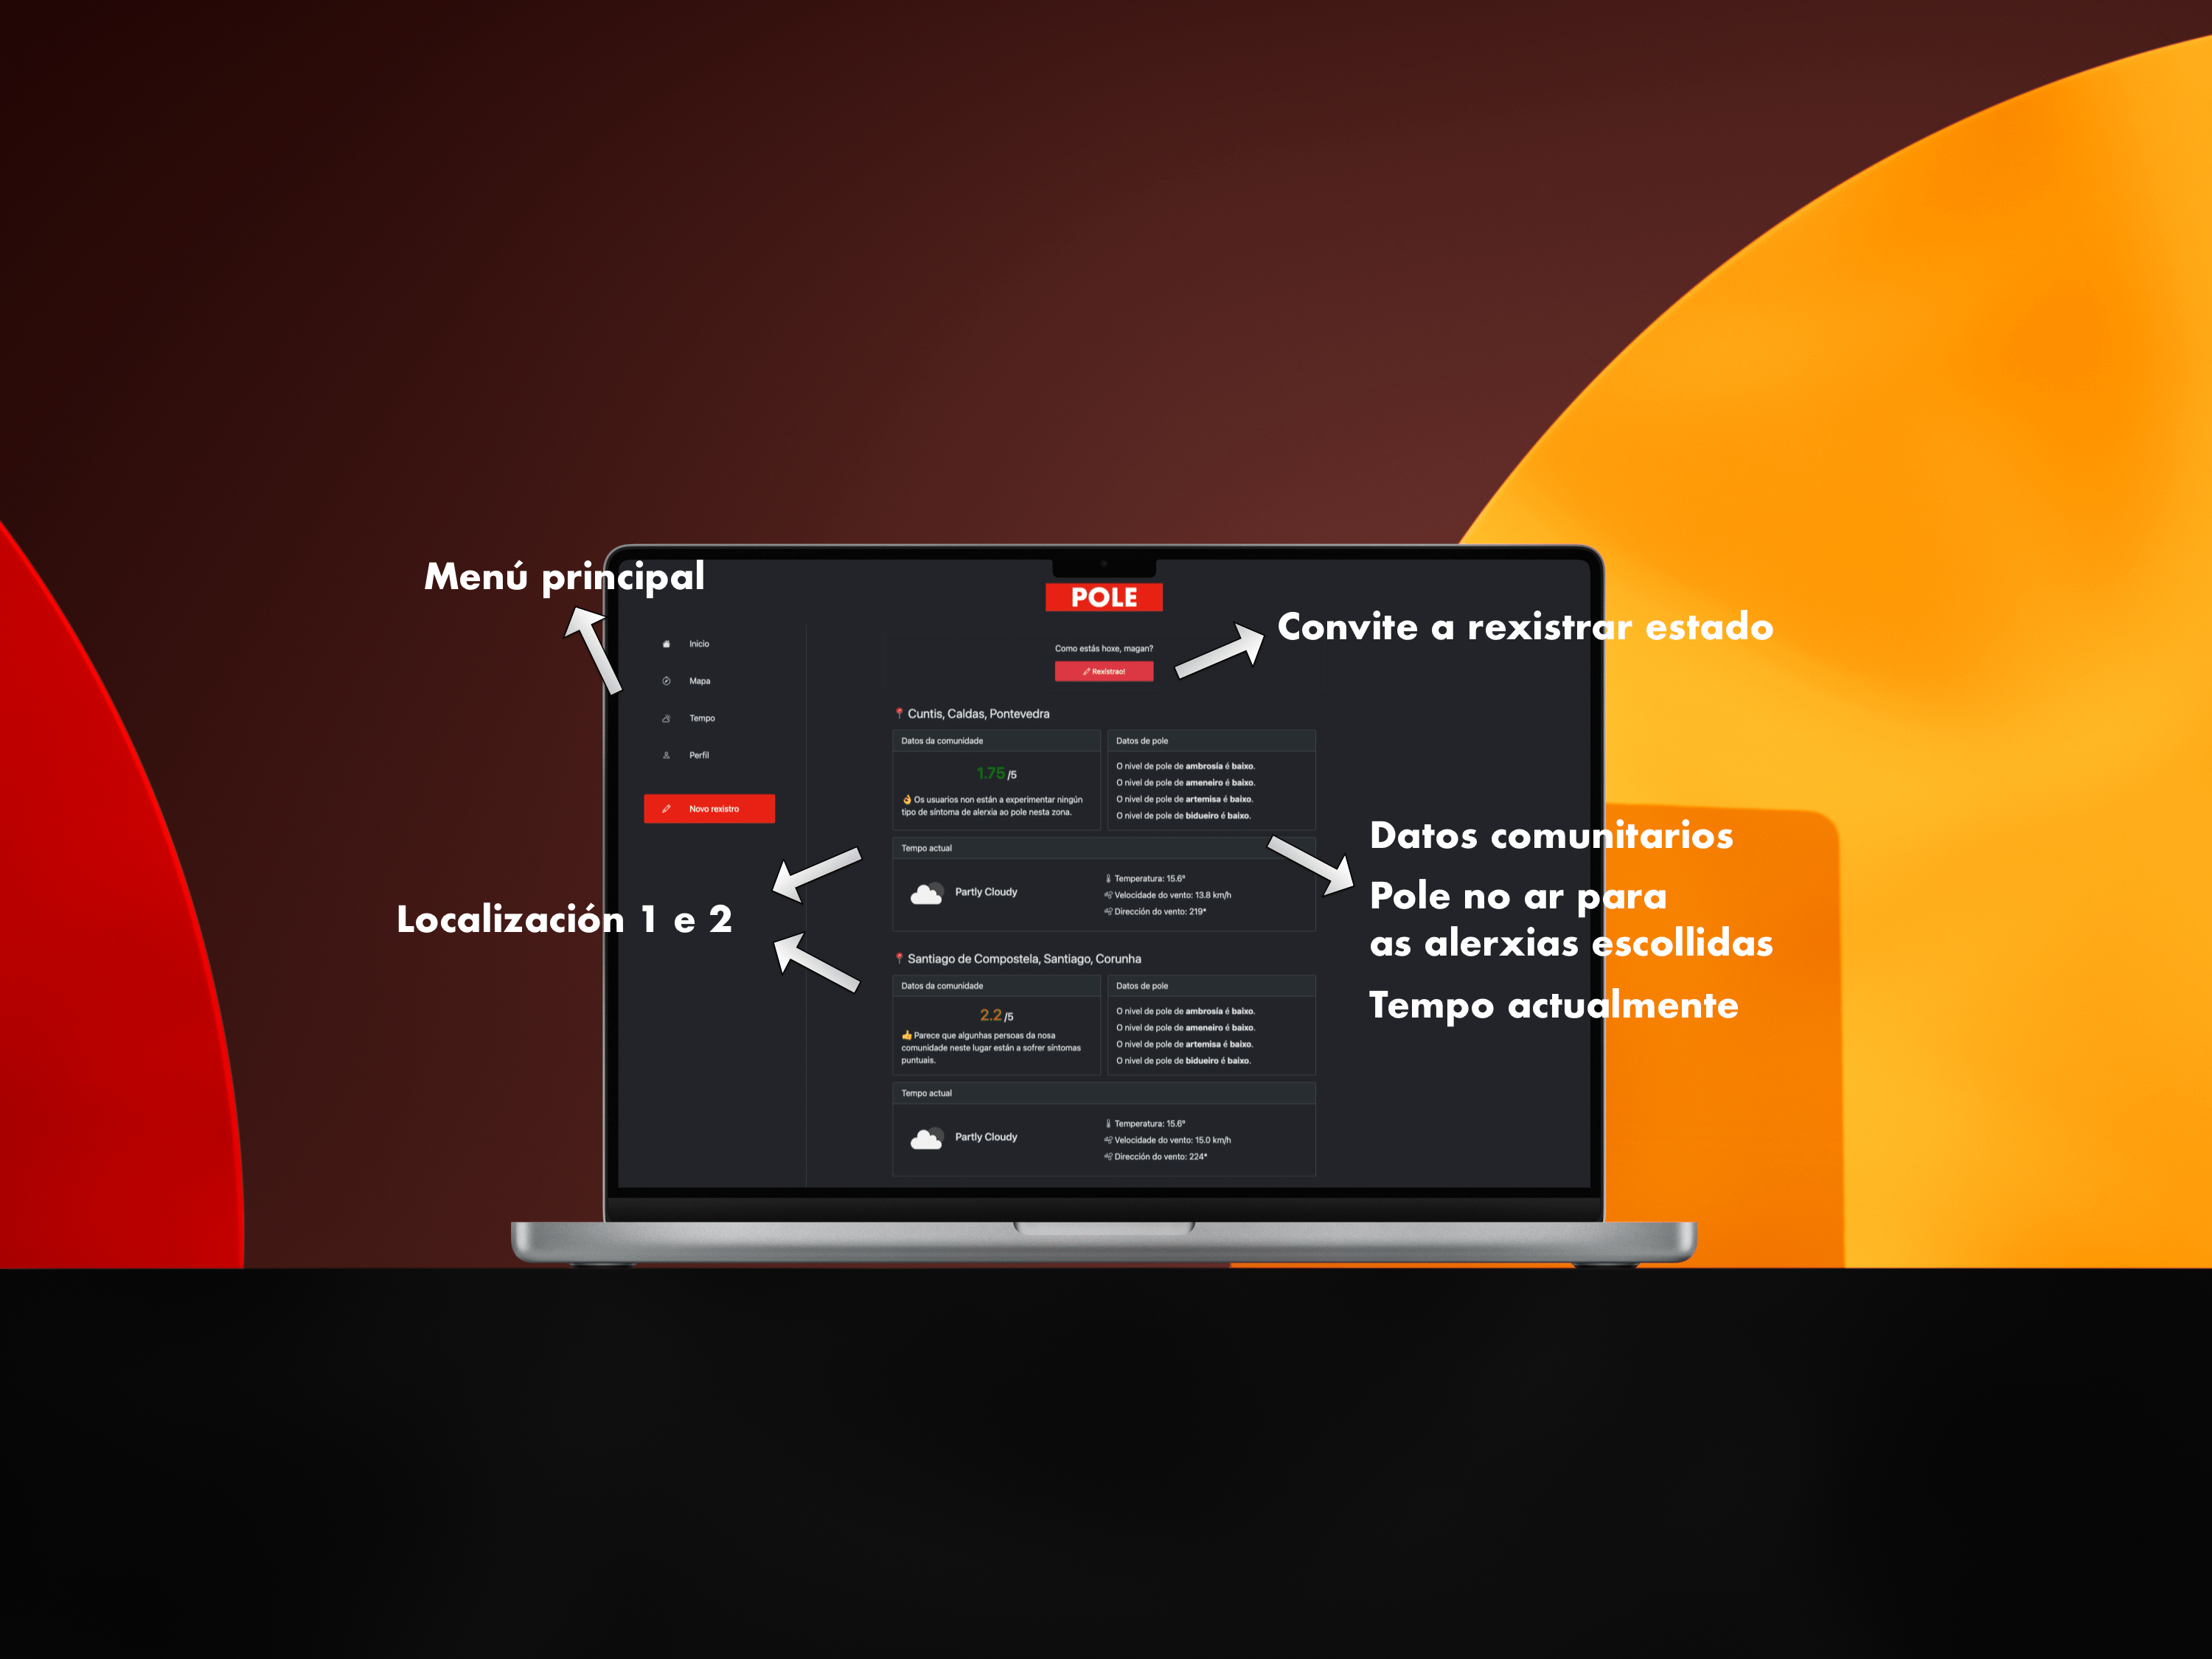 Menú principal
POLE
Convite a rexistrar estado
Inicio
Mapa
Tempo
Perfil
Novo rexistro
Como estás hoxe, magan?
Rexístrao!
Cuntis, Caldas, Pontevedra
Datos da comunidade
1.75 /5
👌 Os usuarios non están a experimentar ningún
tipo de síntoma de alerxia ao pole nesta zona.
Datos de pole
O nivel de pole de ambrosía é baixo.
O nivel de pole de ameneiro é baixo.
O nivel de pole de artemisa é baixo.
O nivel de pole de bidueiro é baixo.
Tempo actual
Partly Cloudy
Temperatura: 15.6°
Velocidade do vento: 13.8 km/h
Dirección do vento: 219°
Localización 1 e 2
Datos comunitarios
Pole no ar para
as alerxias escollidas
Tempo actualmente
Santiago de Compostela, Santiago, Corunha
Datos da comunidade
2.2 /5
👍 Parece que algunhas persoas da nosa
comunidade neste lugar están a sofrer síntomas
puntuais.
Datos de pole
O nivel de pole de ambrosía é baixo.
O nivel de pole de ameneiro é baixo.
O nivel de pole de artemisa é baixo.
O nivel de pole de bidueiro é baixo.
Tempo actual
Partly Cloudy
Temperatura: 15.6°
Velocidade do vento: 15.0 km/h
Dirección do vento: 224°